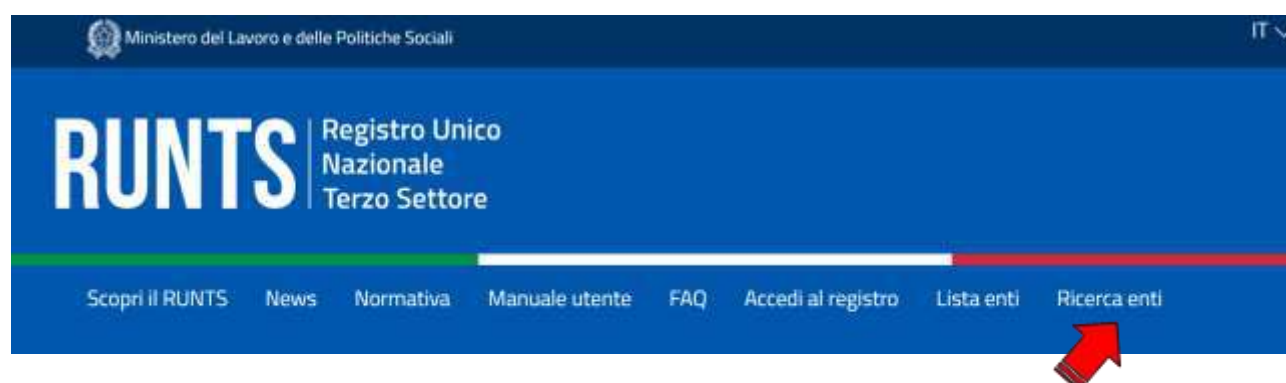 Ministero del Lavoro e delle Politiche Sociali
IT
RUNTS
Registro Unico
Nazionale
Terzo Settore
Scopri il RUNTS News Normativa Manuale utente FAQ Accedi al registro Lista enti Ricerca enti